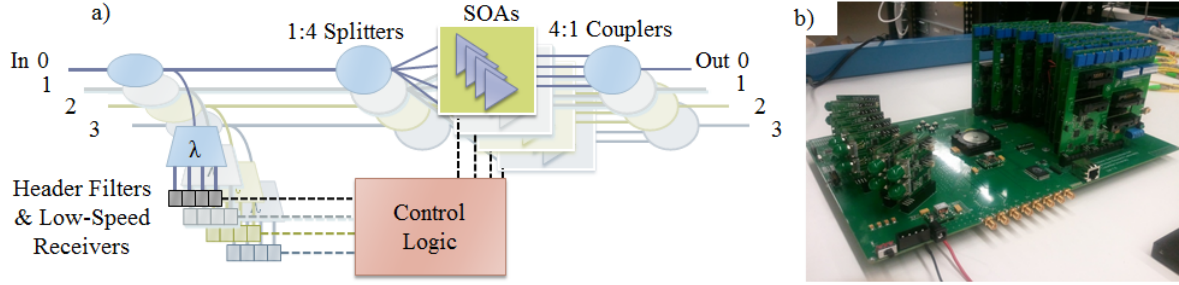 a)
SOAs
b)
1:4 Splitters
4:1 Couplers
In 0
Out 0
1
1
2
2
3
3
λ
λ
Header Filters
& Low-Speed
Receivers
Control
Logic